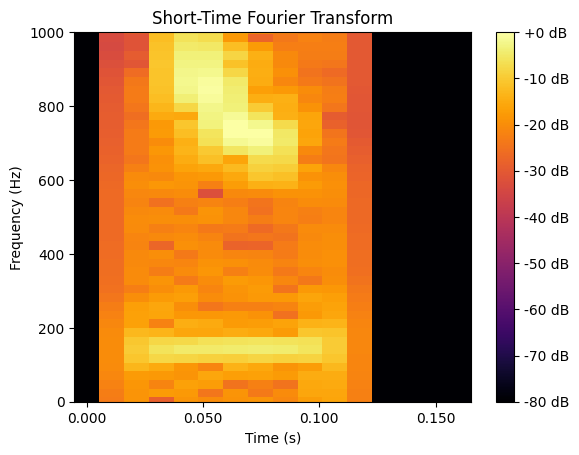 Short-Time Fourier Transform
1000
800
600
400
200
0
Frequency (Hz)
0.000
0.050
0.100
0.150
Time (s)
+0 dB
-10 dB
-20 dB
-30 dB
-40 dB
-50 dB
-60 dB
-70 dB
-80 dB